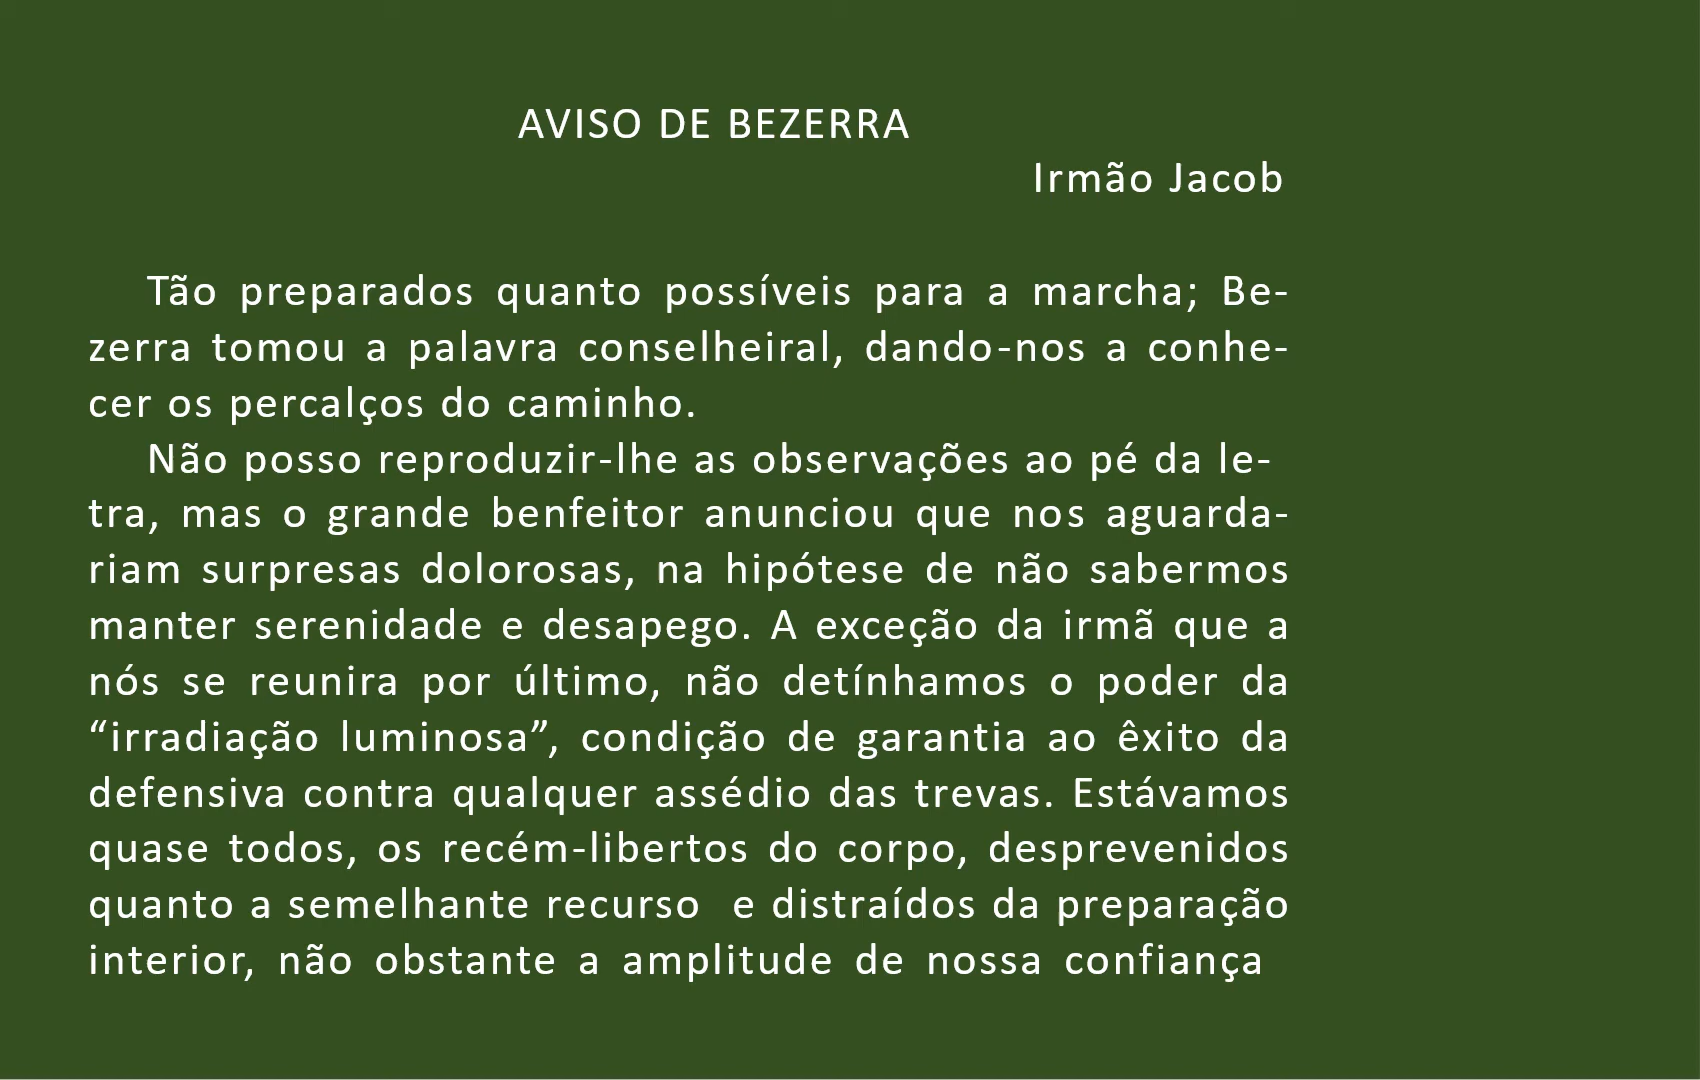 AVISO DE BEZERRA
Irmão Jacob
Tão preparados quanto possíveis para a marcha; Be-
zerra tomou a palavra conselheiral, dando-nos a conhe-
cer os percalços do caminho.
Não posso reproduzir-lhe as observações ao pé da le-
tra, mas o grande benfeitor anunciou que nos aguarda-
riam surpresas dolorosas, na hipótese de não sabermos
manter serenidade e desapego. A exceção da irmã que a
nós se reunira por último, não detínhamos o poder da
“irradiação luminosa”, condição de garantia ao êxito da
defensiva contra qualquer assédio das trevas. Estávamos
quase todos, os recém-libertos do corpo, desprevenidos
quanto a semelhante recurso  e distraídos da preparação
interior, não obstante a amplitude de nossa confiança